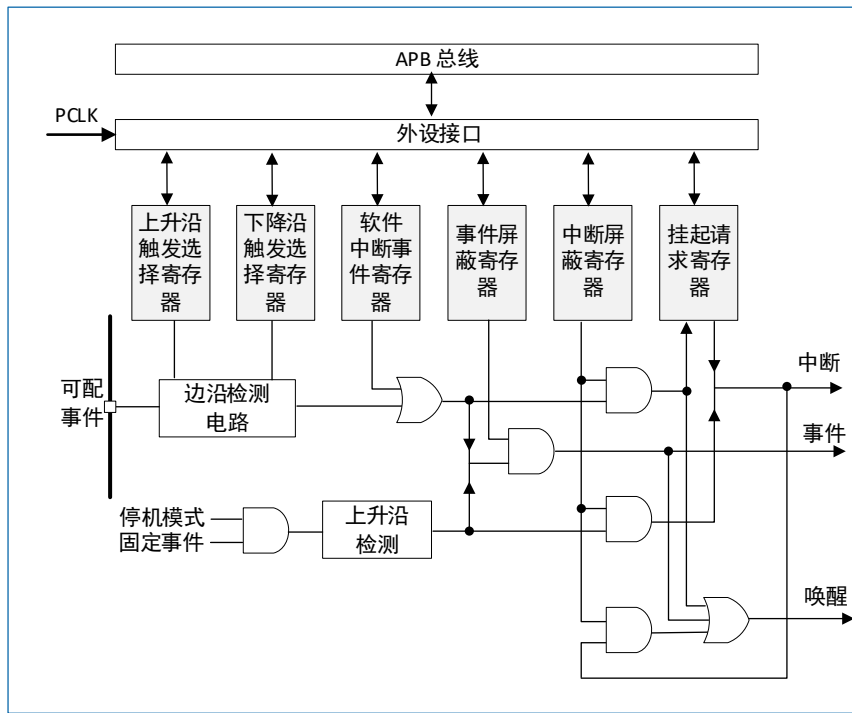 APB 总线
PCLK
外设接口
上升沿
触发选
择寄存
器
下降沿
触发选
择寄存
器
软件
中断事
件寄存
器
事件屏
蔽寄存
器
中断屏
蔽寄存
器
挂起请
求寄存
器
可配
事件
边沿检测
电路
中断
事件
停机模式
固定事件
上升沿
检测
唤醒